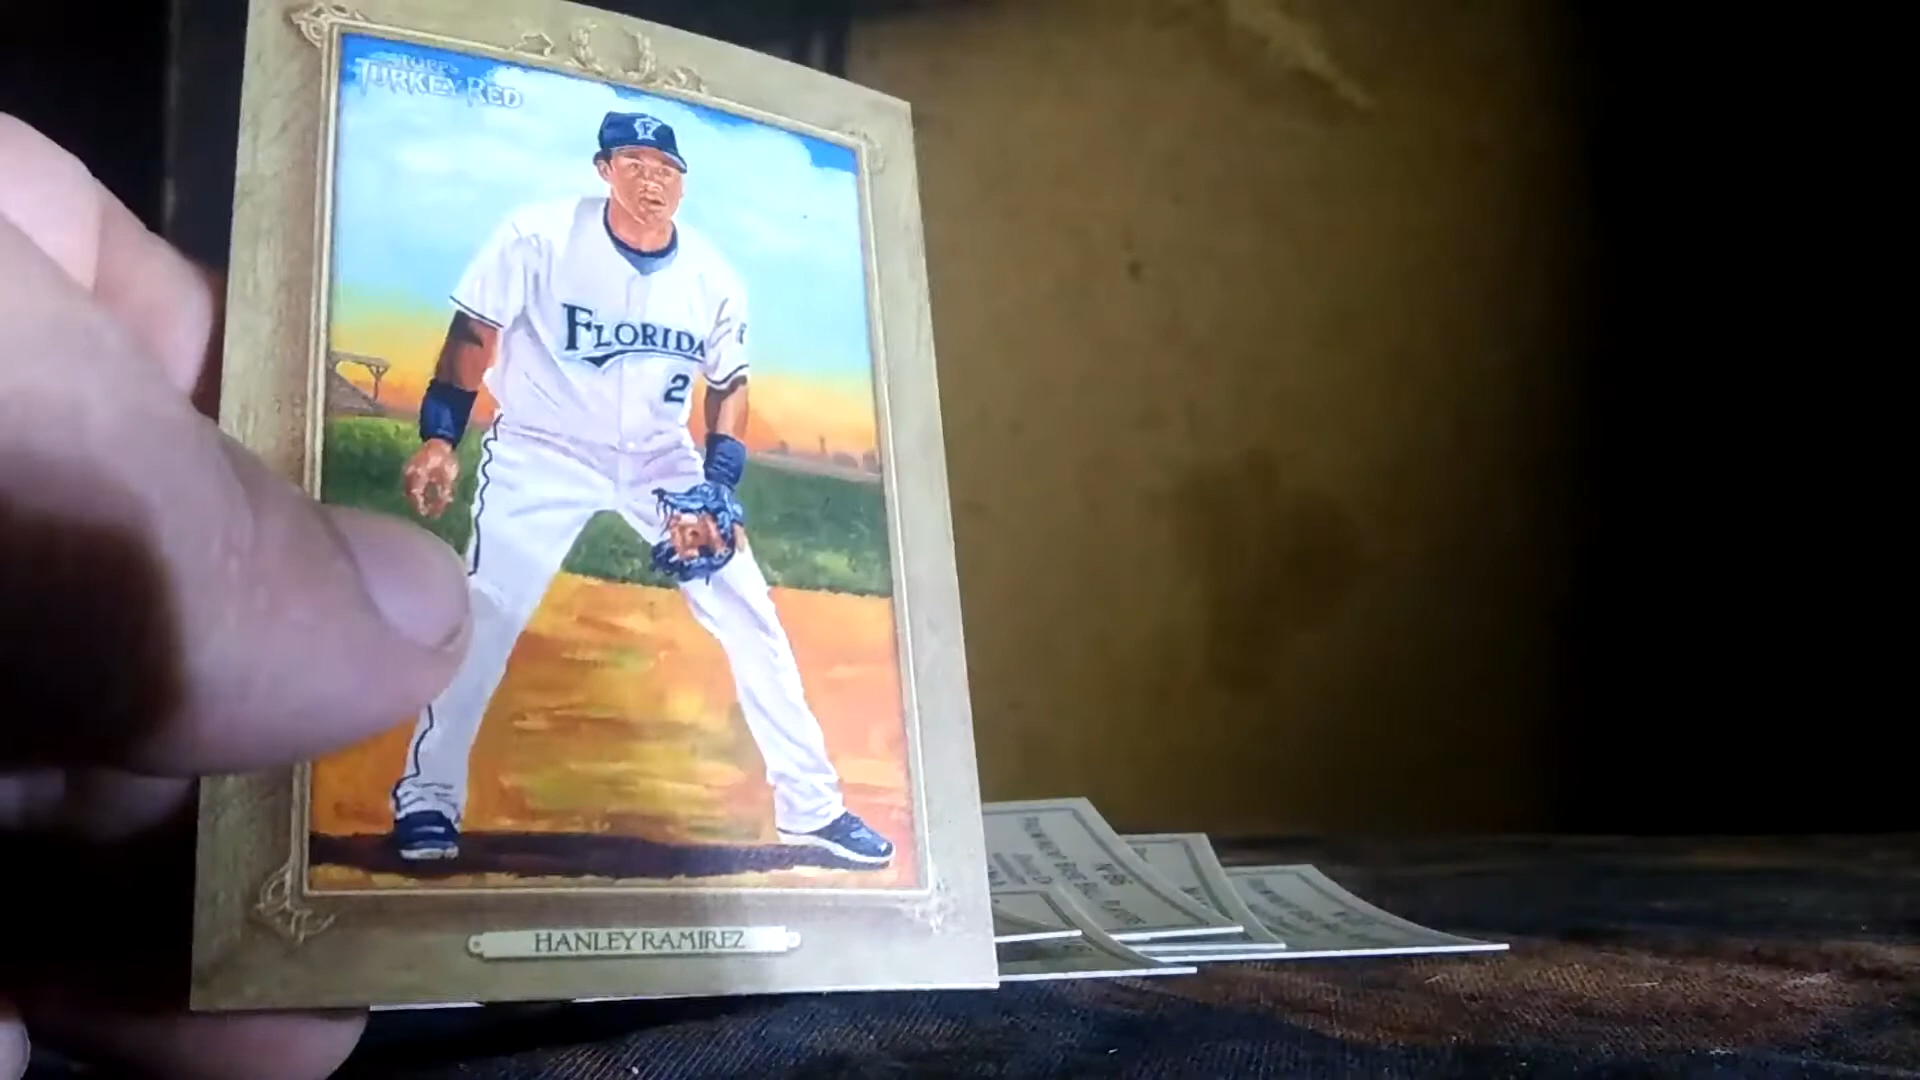 TOPPS
TURKEY RED
F
FLORIDA
2
HANLEY RAMIREZ